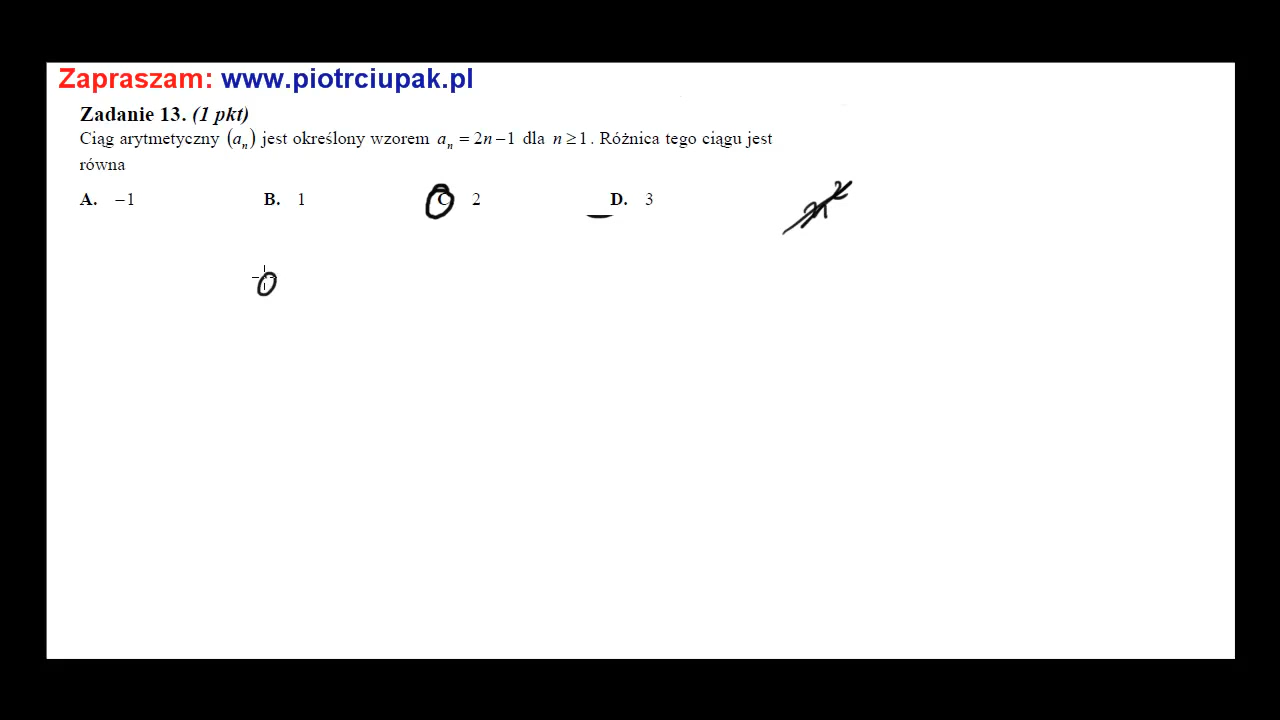 Zapraszam: www.piotrciupak.pl
Zadanie 13. (1 pkt)
Ciąg arytmetyczny (aₙ) jest określony wzorem aₙ = 2n − 1 dla n ≥ 1. Różnica tego ciągu jest
równa
A. −1 B. 1 C 2 D. 3